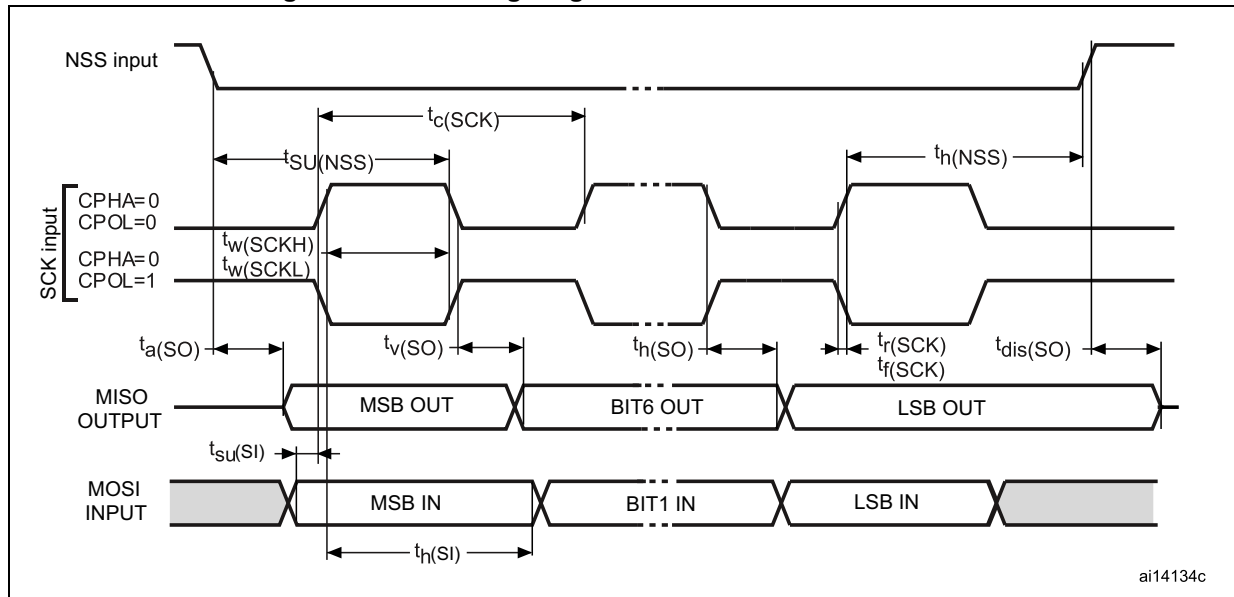 NSS input
tc(SCK)
tSU(NSS)
th(NSS)
SCK input
CPHA=0
CPOL=0
tw(SCKH)
CPHA=0
tw(SCKL)
CPOL=1
ta(SO)
tv(SO)
th(SO)
tr(SCK)
tf(SCK)
tdis(SO)
MISO
OUTPUT
MSB OUT
BIT6 OUT
LSB OUT
tsu(SI)
MOSI
INPUT
MSB IN
BIT1 IN
LSB IN
th(SI)
ai14134c